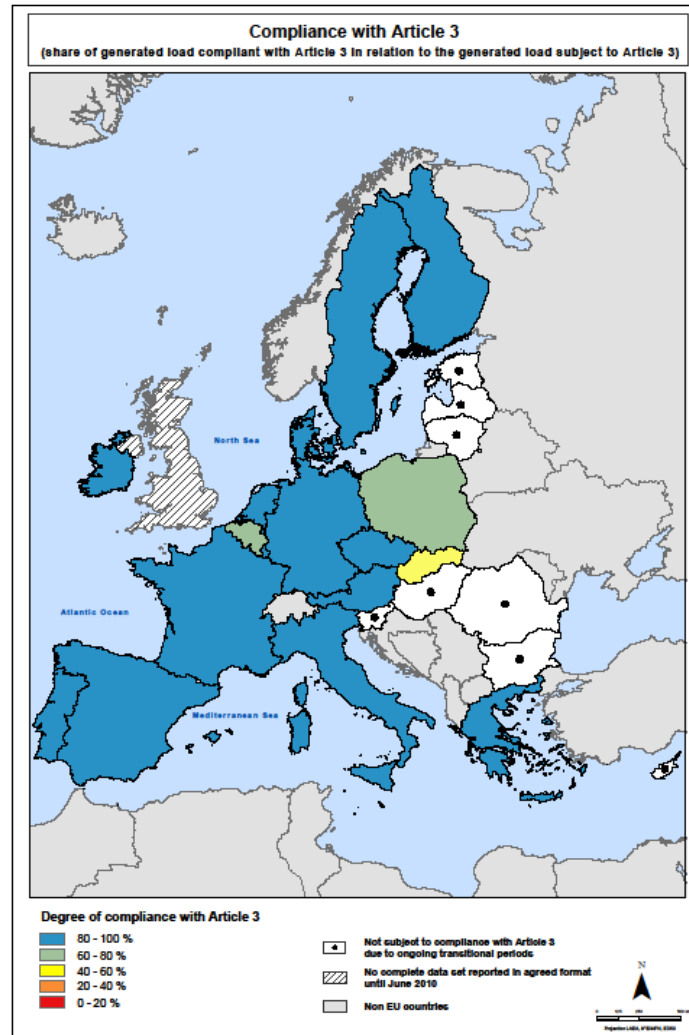 Compliance with Article 3
(share of generated load compliant with Article 3 in relation to the generated load subject to Article 3)
North Sea
Atlantic Ocean
Mediterranean Sea
Degree of compliance with Article 3
80 - 100 %
60 - 80 %
40 - 60 %
20 - 40 %
0 - 20 %
Not subject to compliance with Article 3
due to ongoing transitional periods
No complete data set reported in agreed format
until June 2010
Non EU countries
N
0